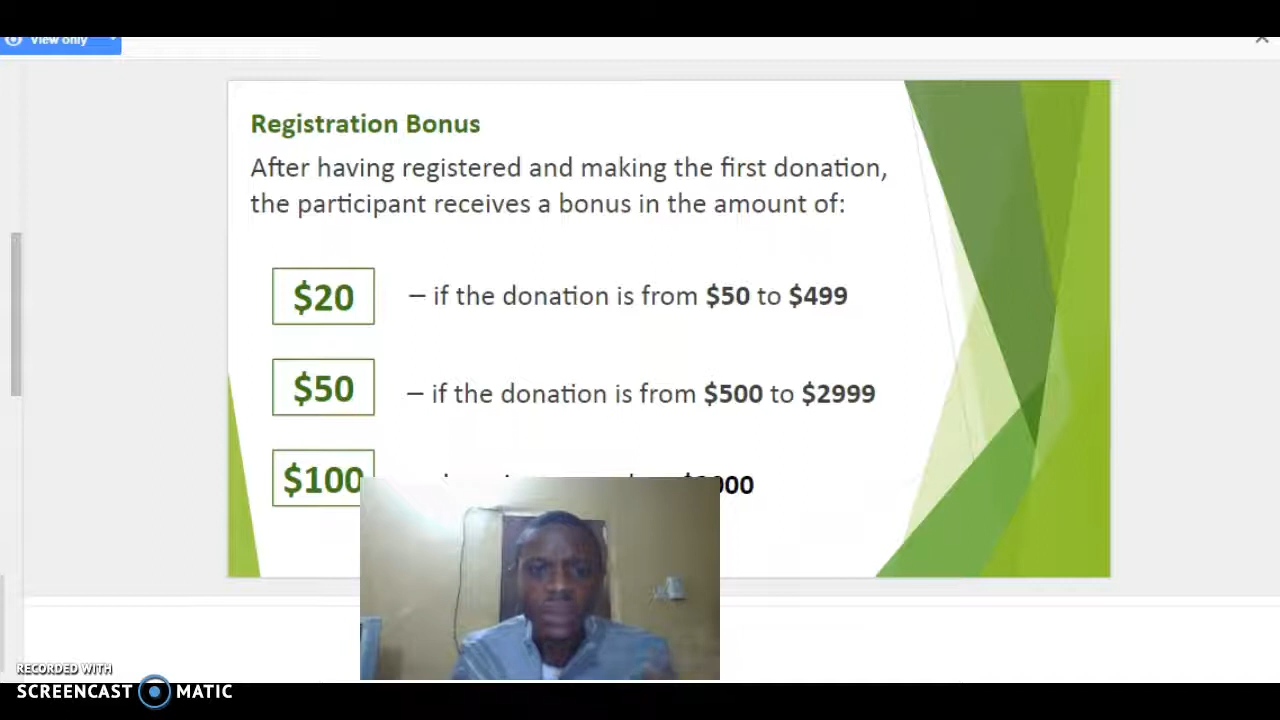 View only
Registration Bonus
After having registered and making the first donation,
the participant receives a bonus in the amount of:
$20 – if the donation is from $50 to $499
$50 – if the donation is from $500 to $2999
$100
RECORDED WITH
SCREENCAST MATIC